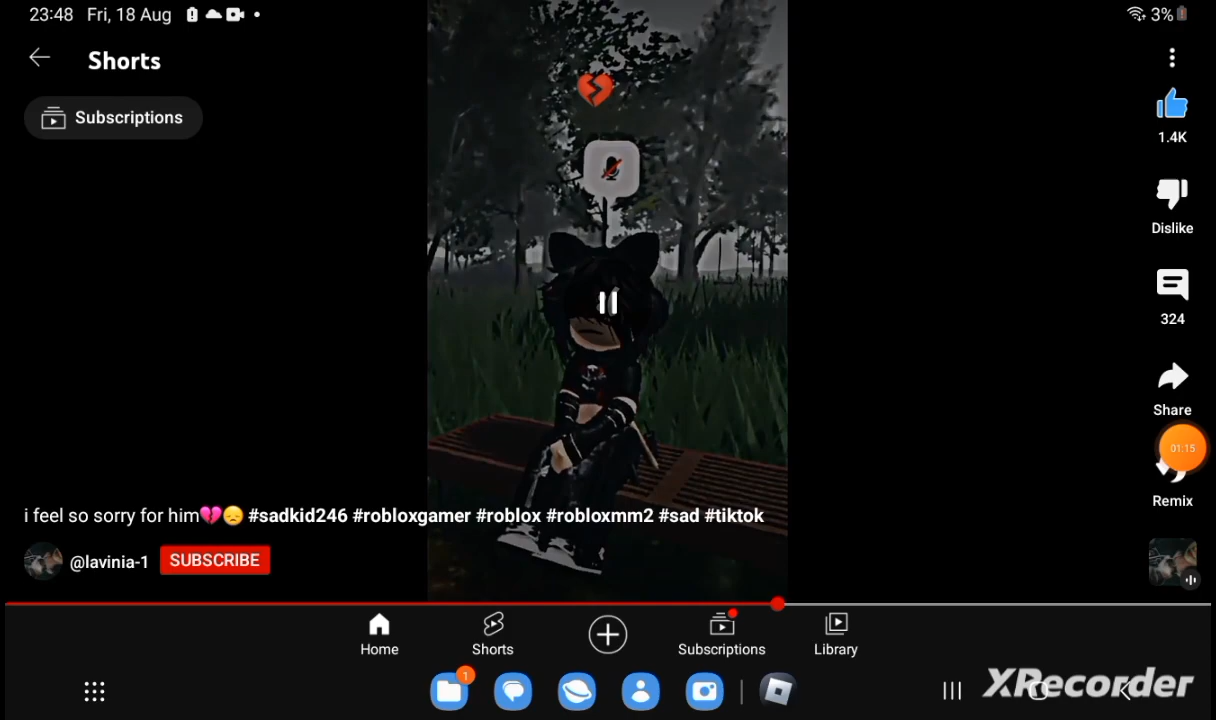 23:48 Fri, 18 Aug
3%
Shorts
Subscriptions
1.4K
Dislike
324
Share
01:15
Remix
i feel so sorry for him💔😞 #sadkid246 #robloxgamer #roblox #robloxmm2 #sad #tiktok
@lavinia-1 SUBSCRIBE
Home Shorts Subscriptions Library
1
XRecorder